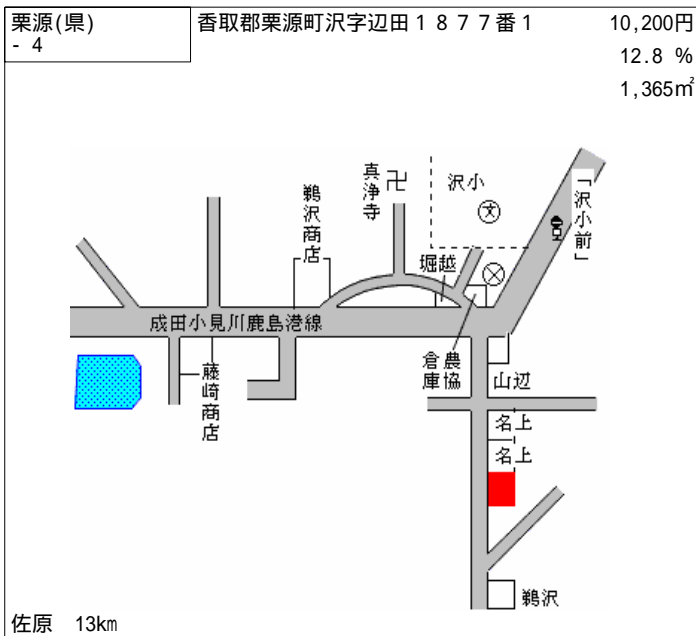 栗源(県)
- 4
香取郡栗源町沢字辺田１８７７番１
10,200円
12.8 %
1,365㎡
真浄寺
沢小
「沢小前」
鵜沢商店
堀越
成田小見川鹿島港線
農協倉庫
山辺
藤崎商店
名上
名上
鵜沢
佐原 13km